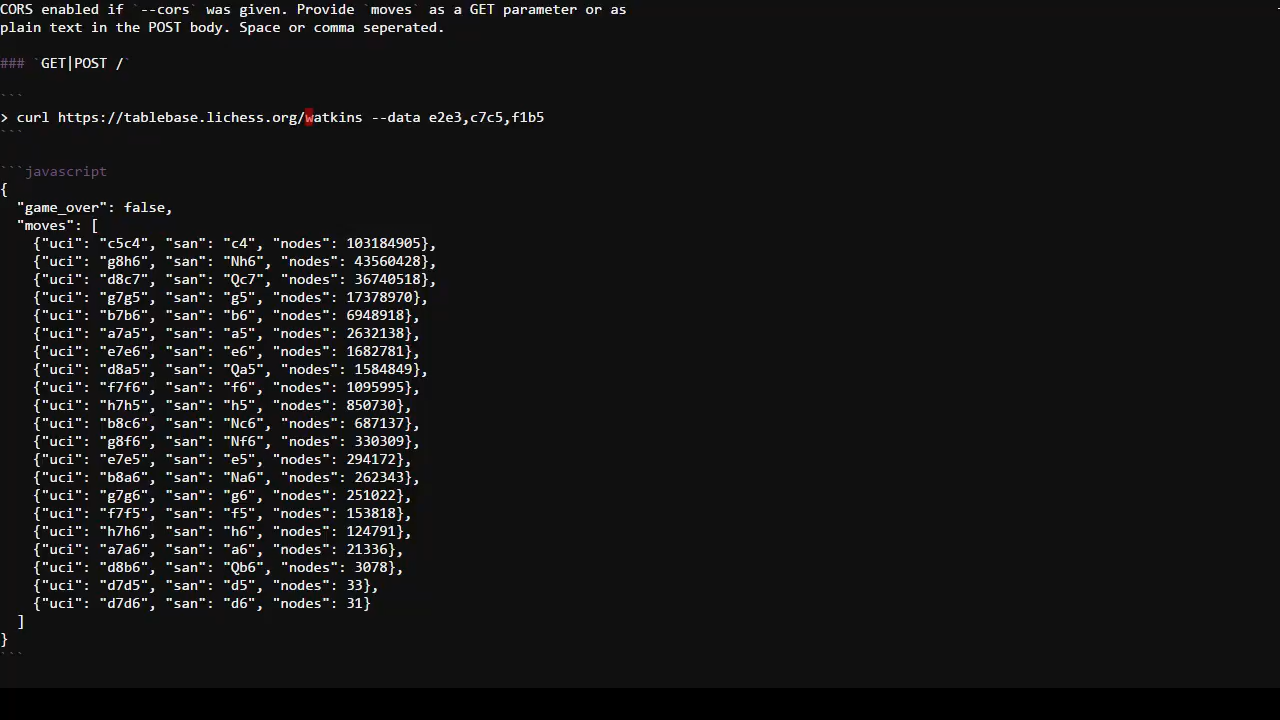 CORS enabled if `--cors` was given. Provide `moves` as a GET parameter or as
plain text in the POST body. Space or comma seperated.
### `GET|POST /`
```
> curl https://tablebase.lichess.org/watkins --data e2e3,c7c5,f1b5
```
```javascript
{
"game_over": false,
"moves": [
{"uci": "c5c4", "san": "c4", "nodes": 103184905},
{"uci": "g8h6", "san": "Nh6", "nodes": 43560428},
{"uci": "d8c7", "san": "Qc7", "nodes": 36740518},
{"uci": "g7g5", "san": "g5", "nodes": 17378970},
{"uci": "b7b6", "san": "b6", "nodes": 6948918},
{"uci": "a7a5", "san": "a5", "nodes": 2632138},
{"uci": "e7e6", "san": "e6", "nodes": 1682781},
{"uci": "d8a5", "san": "Qa5", "nodes": 1584849},
{"uci": "f7f6", "san": "f6", "nodes": 1095995},
{"uci": "h7h5", "san": "h5", "nodes": 850730},
{"uci": "b8c6", "san": "Nc6", "nodes": 687137},
{"uci": "g8f6", "san": "Nf6", "nodes": 330309},
{"uci": "e7e5", "san": "e5", "nodes": 294172},
{"uci": "b8a6", "san": "Na6", "nodes": 262343},
{"uci": "g7g6", "san": "g6", "nodes": 251022},
{"uci": "f7f5", "san": "f5", "nodes": 153818},
{"uci": "h7h6", "san": "h6", "nodes": 124791},
{"uci": "a7a6", "san": "a6", "nodes": 21336},
{"uci": "d8b6", "san": "Qb6", "nodes": 3078},
{"uci": "d7d5", "san": "d5", "nodes": 33},
{"uci": "d7d6", "san": "d6", "nodes": 31}
]
}
```